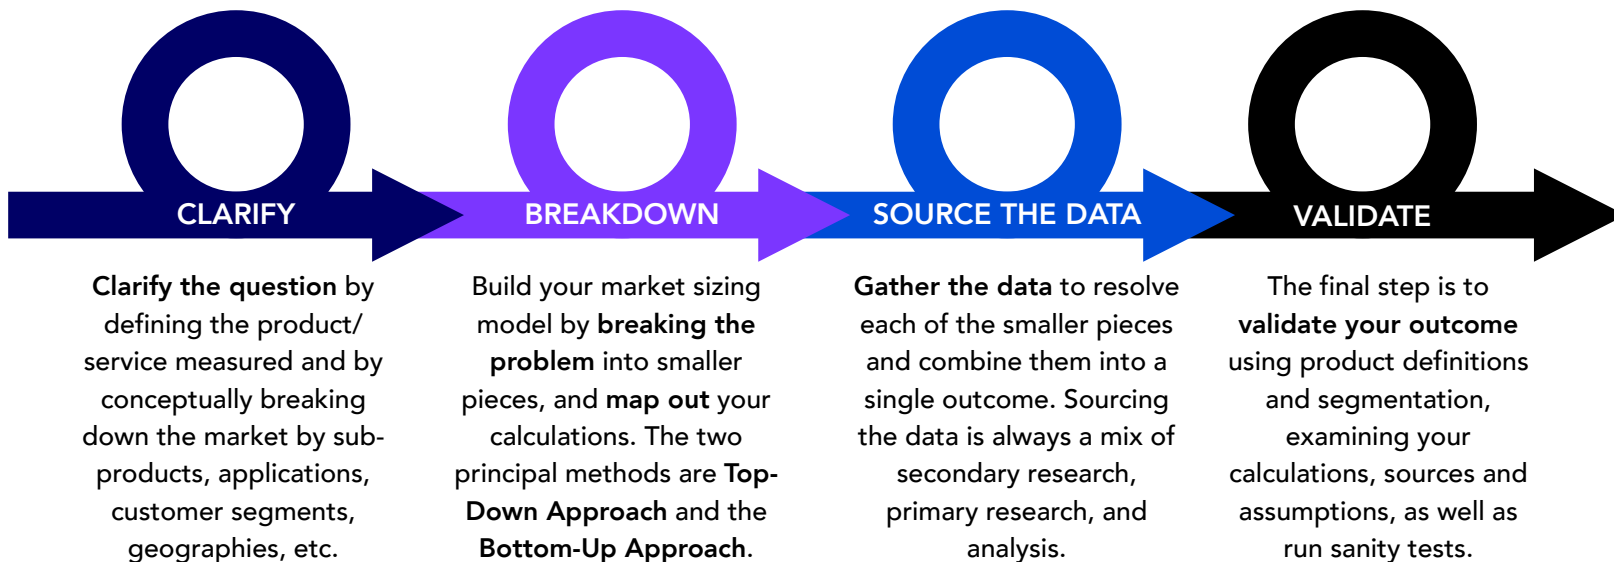 CLARIFY
Clarify the question by
defining the product/
service measured and by
conceptually breaking
down the market by sub-
products, applications,
customer segments,
geographies, etc.
BREAKDOWN
Build your market sizing
model by breaking the
problem into smaller
pieces, and map out your
calculations. The two
principal methods are Top-
Down Approach and the
Bottom-Up Approach.
SOURCE THE DATA
Gather the data to resolve
each of the smaller pieces
and combine them into a
single outcome. Sourcing
the data is always a mix of
secondary research,
primary research, and
analysis.
VALIDATE
The final step is to
validate your outcome
using product definitions
and segmentation,
examining your
calculations, sources and
assumptions, as well as
run sanity tests.